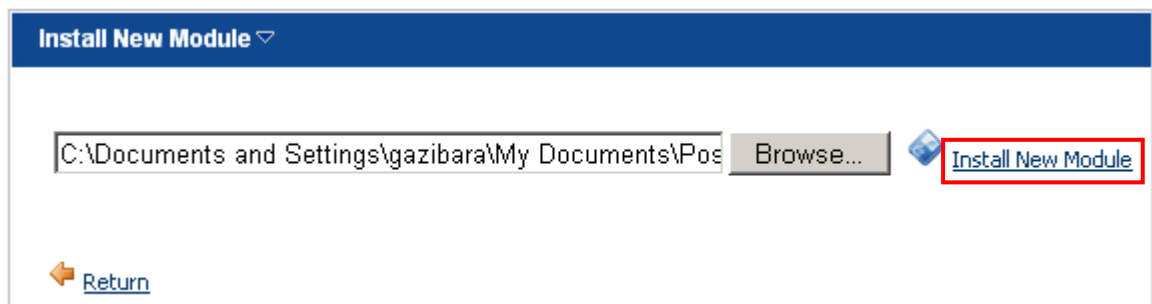 Install New Module
C:\Documents and Settings\gazibara\My Documents\Pos Browse... Install New Module
Return